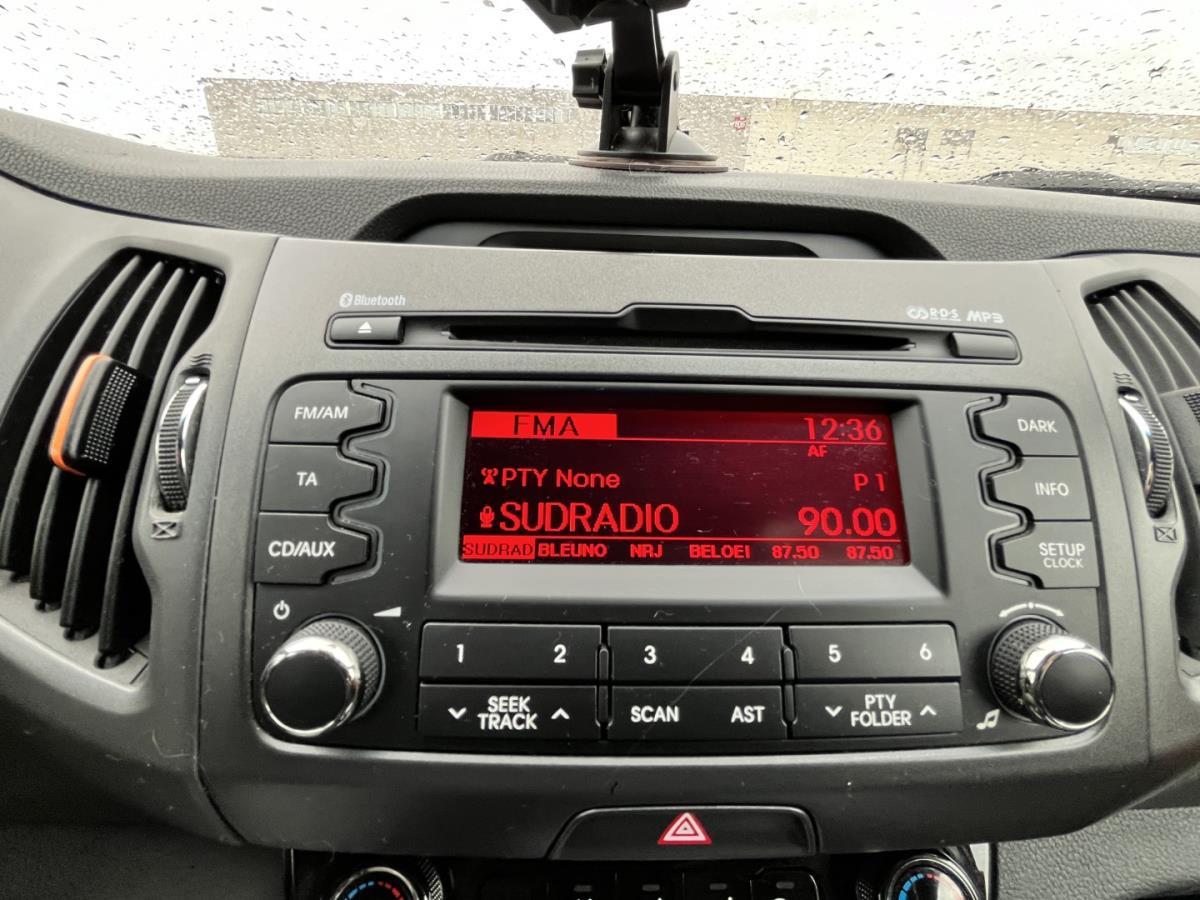 Bluetooth
R·D·S MP3
FM/AM
TA
CD/AUX
FMA 12:36
AF
PTY None P 1
SUDRADIO 90.00
SUDRAD BLEUNO NRJ BELOEI 87.50 87.50
DARK
INFO
SETUP
CLOCK
1 2 3 4 5 6
SEEK
TRACK
SCAN AST
PTY
FOLDER